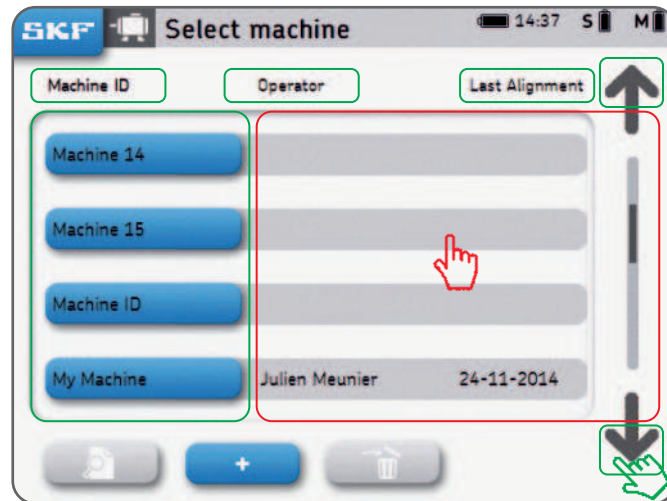 SKF Select machine 14:37 S M
Machine ID Operator Last Alignment
Machine 14
Machine 15
Machine ID
My Machine Julien Meunier 24-11-2014
+